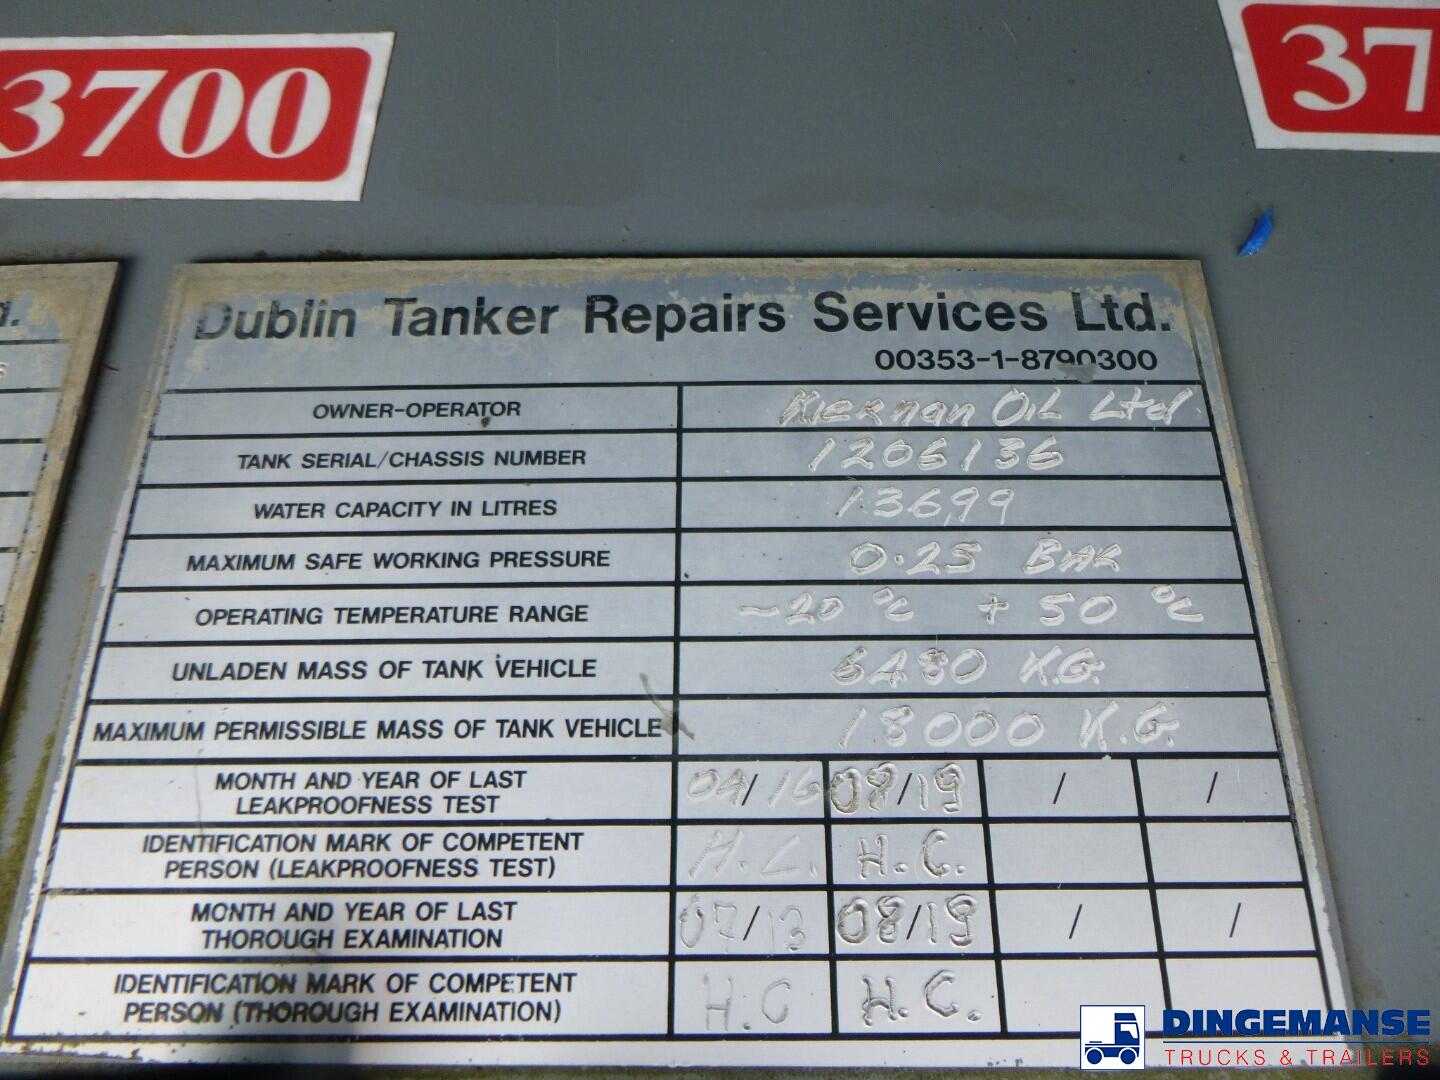 3700
37
d.
Dublin Tanker Repairs Services Ltd.
00353-1-8790300
OWNER-OPERATOR Kiernan OIL Ltd
TANK SERIAL/CHASSIS NUMBER 1206136
WATER CAPACITY IN LITRES 13699
MAXIMUM SAFE WORKING PRESSURE 0.25 BAR
OPERATING TEMPERATURE RANGE -20 °C + 50 °C
UNLADEN MASS OF TANK VEHICLE 6480 K.G.
MAXIMUM PERMISSIBLE MASS OF TANK VEHICLE 18000 K.G.
MONTH AND YEAR OF LAST
LEAKPROOFNESS TEST 09/16 08/19 / /
IDENTIFICATION MARK OF COMPETENT
PERSON (LEAKPROOFNESS TEST) H.C. H.C.
MONTH AND YEAR OF LAST
THOROUGH EXAMINATION 07/13 08/19 / /
IDENTIFICATION MARK OF COMPETENT
PERSON (THOROUGH EXAMINATION) H.C H.C.
DINGEMANSE
TRUCKS & TRAILERS